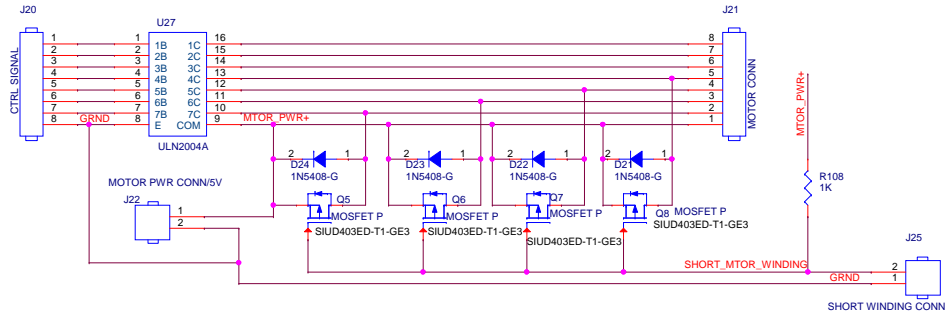 J20
CTRL SIGNAL
1
2
3
4
5
6
7
8
GRND
U27
1
2
3
4
5
6
7
8
1B 1C
2B 2C
3B 3C
4B 4C
5B 5C
6B 6C
7B 7C
E COM
16
15
14
13
12
11
10
9
ULN2004A
MTOR_PWR+
J21
8
7
6
5
4
3
2
1
MOTOR CONN
MTOR_PWR+
2 1
D24
1N5408-G
2 1
D23
1N5408-G
2 1
D22
1N5408-G
2 1
D21
1N5408-G
R108
1K
MOTOR PWR CONN/5V
J22
1
2
Q5
MOSFET P
SIUD403ED-T1-GE3
Q6
MOSFET P
SIUD403ED-T1-GE3
Q7
MOSFET P
SIUD403ED-T1-GE3
Q8
MOSFET P
SIUD403ED-T1-GE3
SHORT_MTOR_WINDING
GRND
J25
2
1
SHORT WINDING CONN